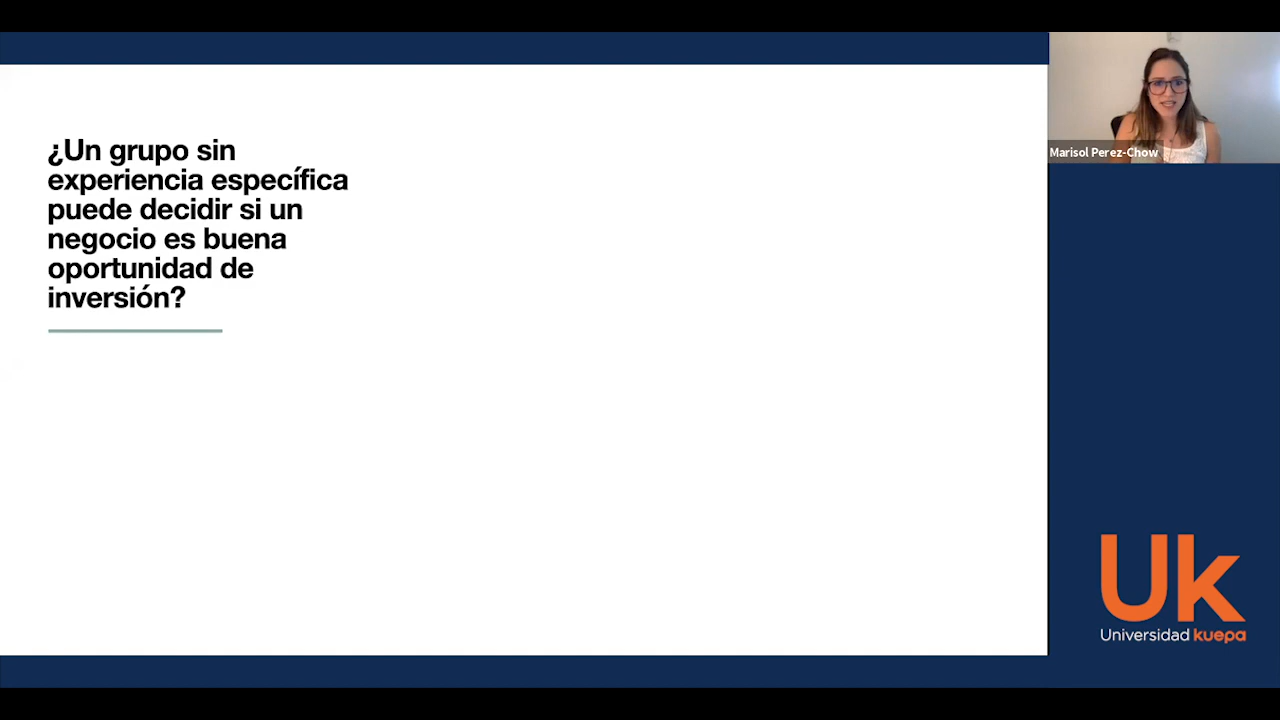 ¿Un grupo sin
experiencia específica
puede decidir si un
negocio es buena
oportunidad de
inversión?
Marisol Perez-Chow
Uk
Universidad kuepa